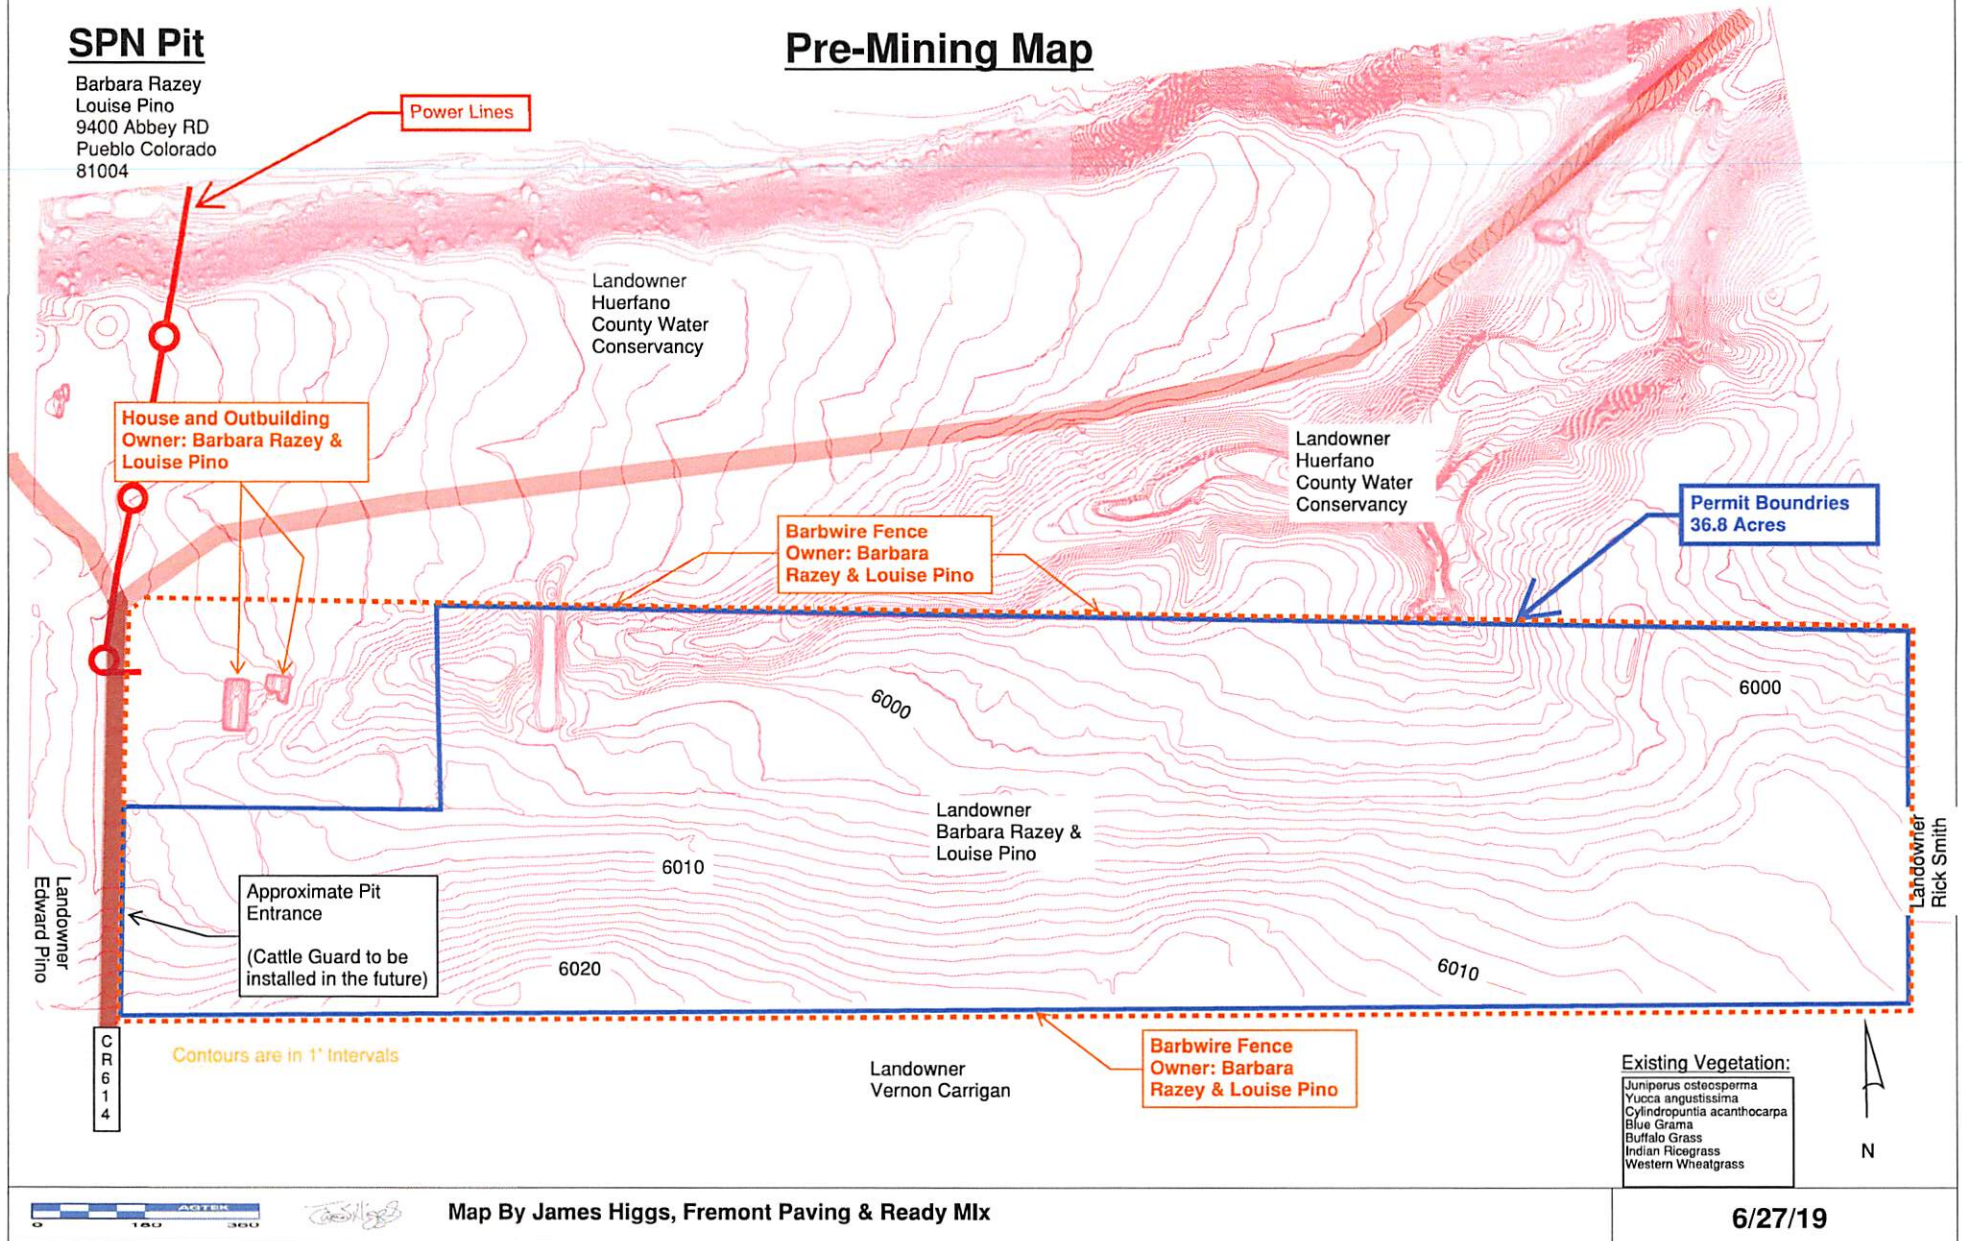 SPN Pit
Pre-Mining Map
Barbara Razey
Louise Pino
9400 Abbey RD
Pueblo Colorado
81004
Power Lines
Landowner
Huerfano
County Water
Conservancy
House and Outbuilding
Owner: Barbara Razey &
Louise Pino
Landowner
Huerfano
County Water
Conservancy
Permit Boundries
36.8 Acres
Barbwire Fence
Owner: Barbara
Razey & Louise Pino
6000
6000
Landowner
Barbara Razey &
Louise Pino
Landowner
Rick Smith
6010
Landowner
Edward Pino
Approximate Pit
Entrance
(Cattle Guard to be
installed in the future)
6020
6010
CR614
Contours are in 1' Intervals
Landowner
Vernon Carrigan
Barbwire Fence
Owner: Barbara
Razey & Louise Pino
Existing Vegetation:
Juniperus osteosperma
Yucca angustissima
Cylindropuntia acanthocarpa
Blue Grama
Buffalo Grass
Indian Ricegrass
Western Wheatgrass
N
AGTEK
0 180 360
Map By James Higgs, Fremont Paving & Ready MIx
6/27/19